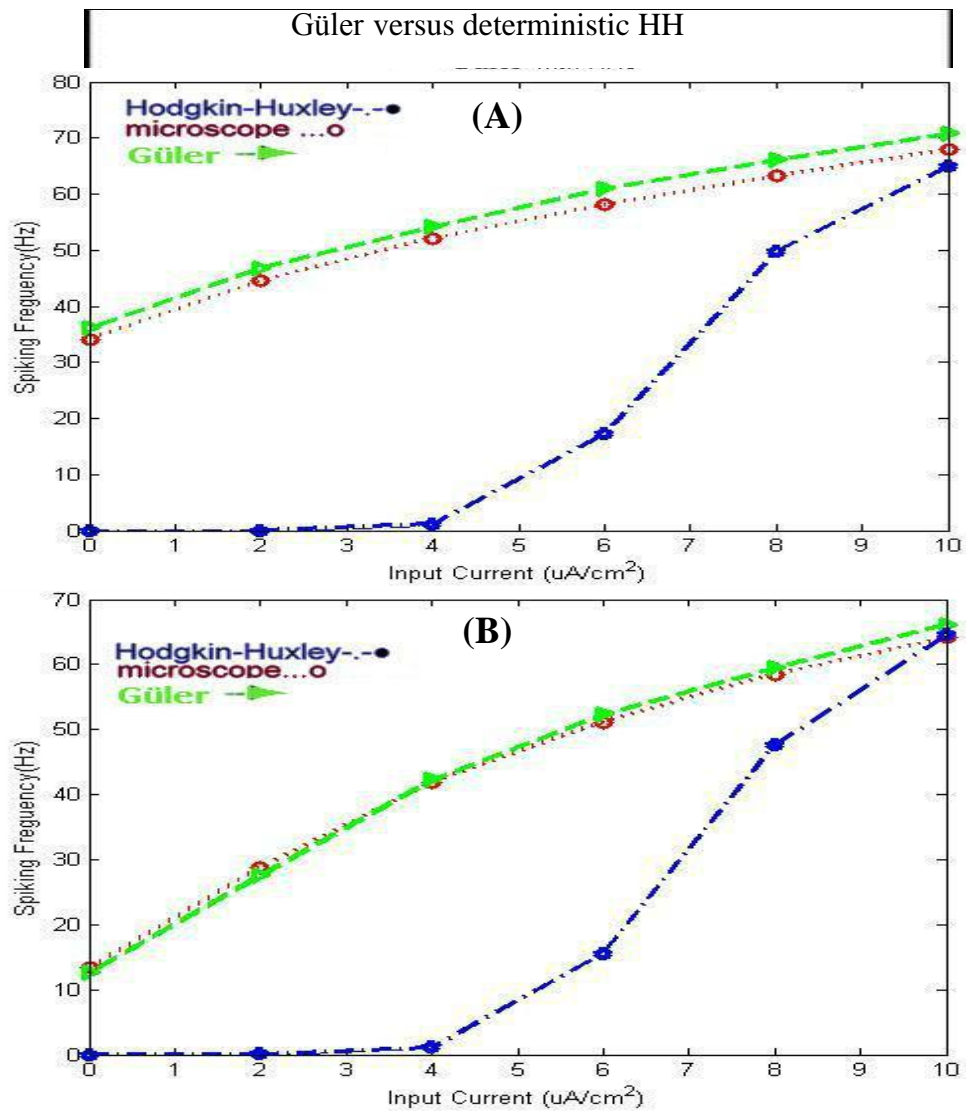 Güler versus deterministic HH
80
70
60
50
40
30
20
10
0
Spiking Freguency(Hz)
(A)
Hodgkin-Huxley-.-●
microscope ...o
Güler
0 1 2 3 4 5 6 7 8 9 10
Input Current (uA/cm²)
70
60
50
40
30
20
10
0
Spiking Freguency(Hz)
(B)
Hodgkin-Huxley-.-●
microscope...o
Güler
0 1 2 3 4 5 6 7 8 9 10
Input Current (uA/cm²)